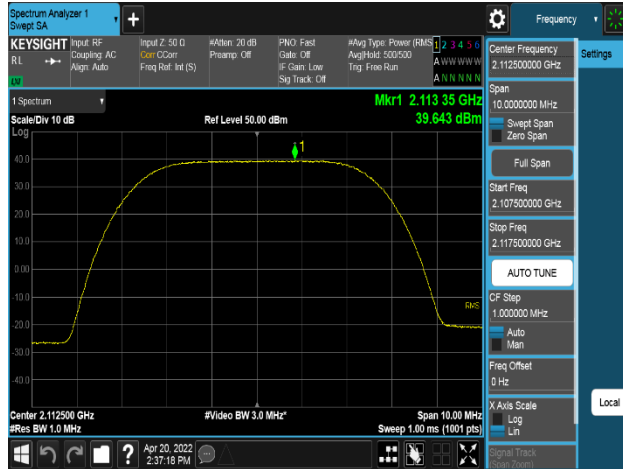 Spectrum Analyzer 1
Swept SA
+
Frequency
KEYSIGHT
RL
Input: RF
Coupling: AC
Align: Auto
Input Z: 50 Ω
Corr CCorr
Freq Ref: Int (S)
#Atten: 20 dB
Preamp: Off
PNO: Fast
Gate: Off
IF Gain: Low
Sig Track: Off
#Avg Type: Power (RMS
Avg|Hold: 500/500
Trig: Free Run
1 2 3 4 5 6
A W W W W W
A N N N N N
1 Spectrum
Mkr1 2.113 35 GHz
Scale/Div 10 dB
Ref Level 50.00 dBm
39.643 dBm
Log
1
40.0
30.0
20.0
10.0
0.00
-10.0
RMS
-20.0
-30.0
-40.0
Center 2.112500 GHz
#Video BW 3.0 MHz*
Span 10.00 MHz
#Res BW 1.0 MHz
Sweep 1.00 ms (1001 pts)
?
Apr 20, 2022
2:37:18 PM
Center Frequency
2.112500000 GHz
Span
10.0000000 MHz
Swept Span
Zero Span
Full Span
Start Freq
2.107500000 GHz
Stop Freq
2.117500000 GHz
AUTO TUNE
CF Step
1.000000 MHz
Auto
Man
Freq Offset
0 Hz
X Axis Scale
Log
Lin
Signal Track
(Span Zoom)
Settings
Local